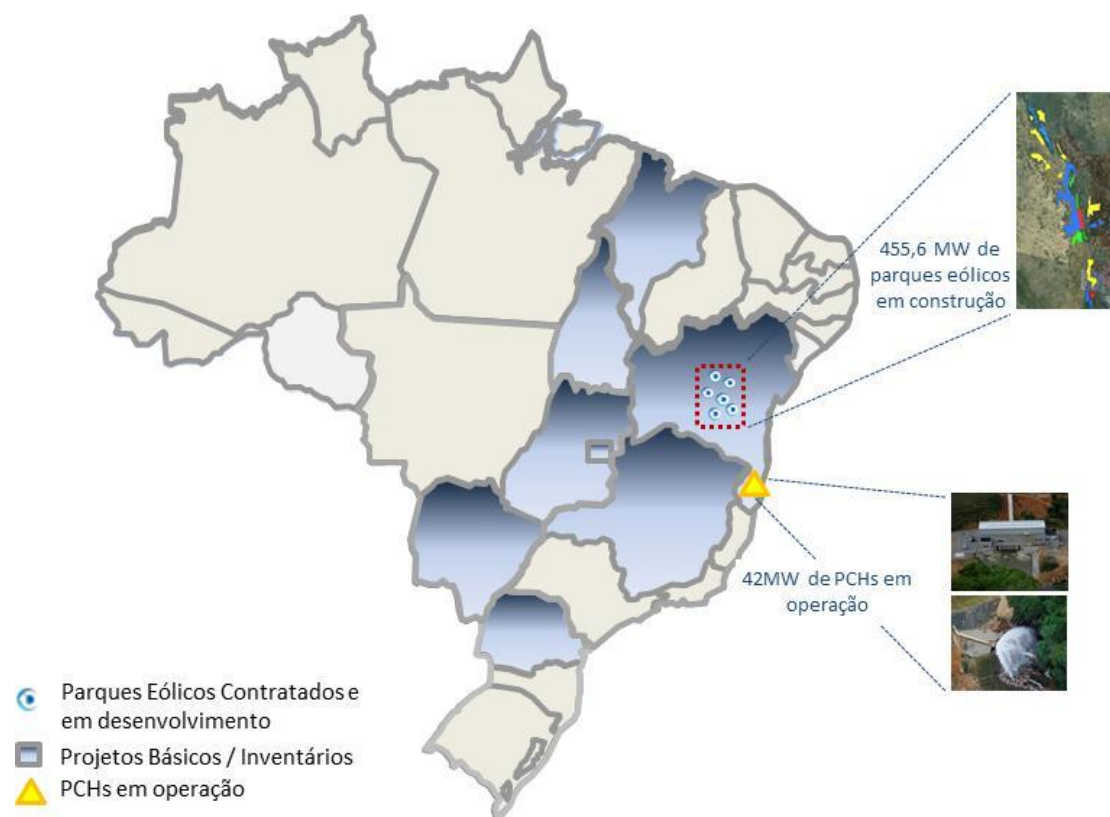 455,6 MW de
parques eólicos
em construção
42MW de PCHs em
operação
Parques Eólicos Contratados e
em desenvolvimento
Projetos Básicos / Inventários
PCHs em operação